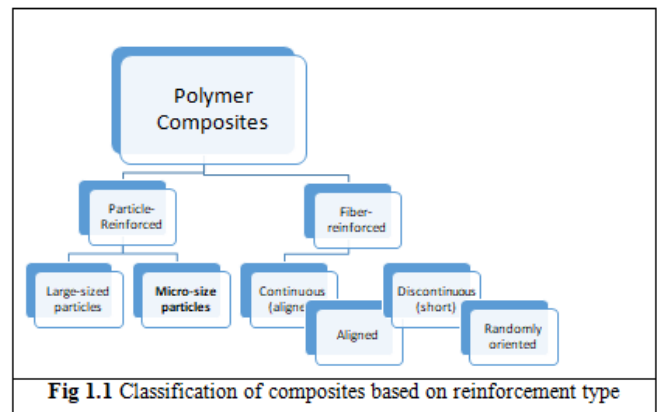 Polymer
Composites
Particle-
Reinforced
Fiber-
reinforced
Large-sized
particles
Micro-size
particles
Continuous
(aligne
Discontinuous
(short)
Aligned
Randomly
oriented
Fig 1.1 Classification of composites based on reinforcement type